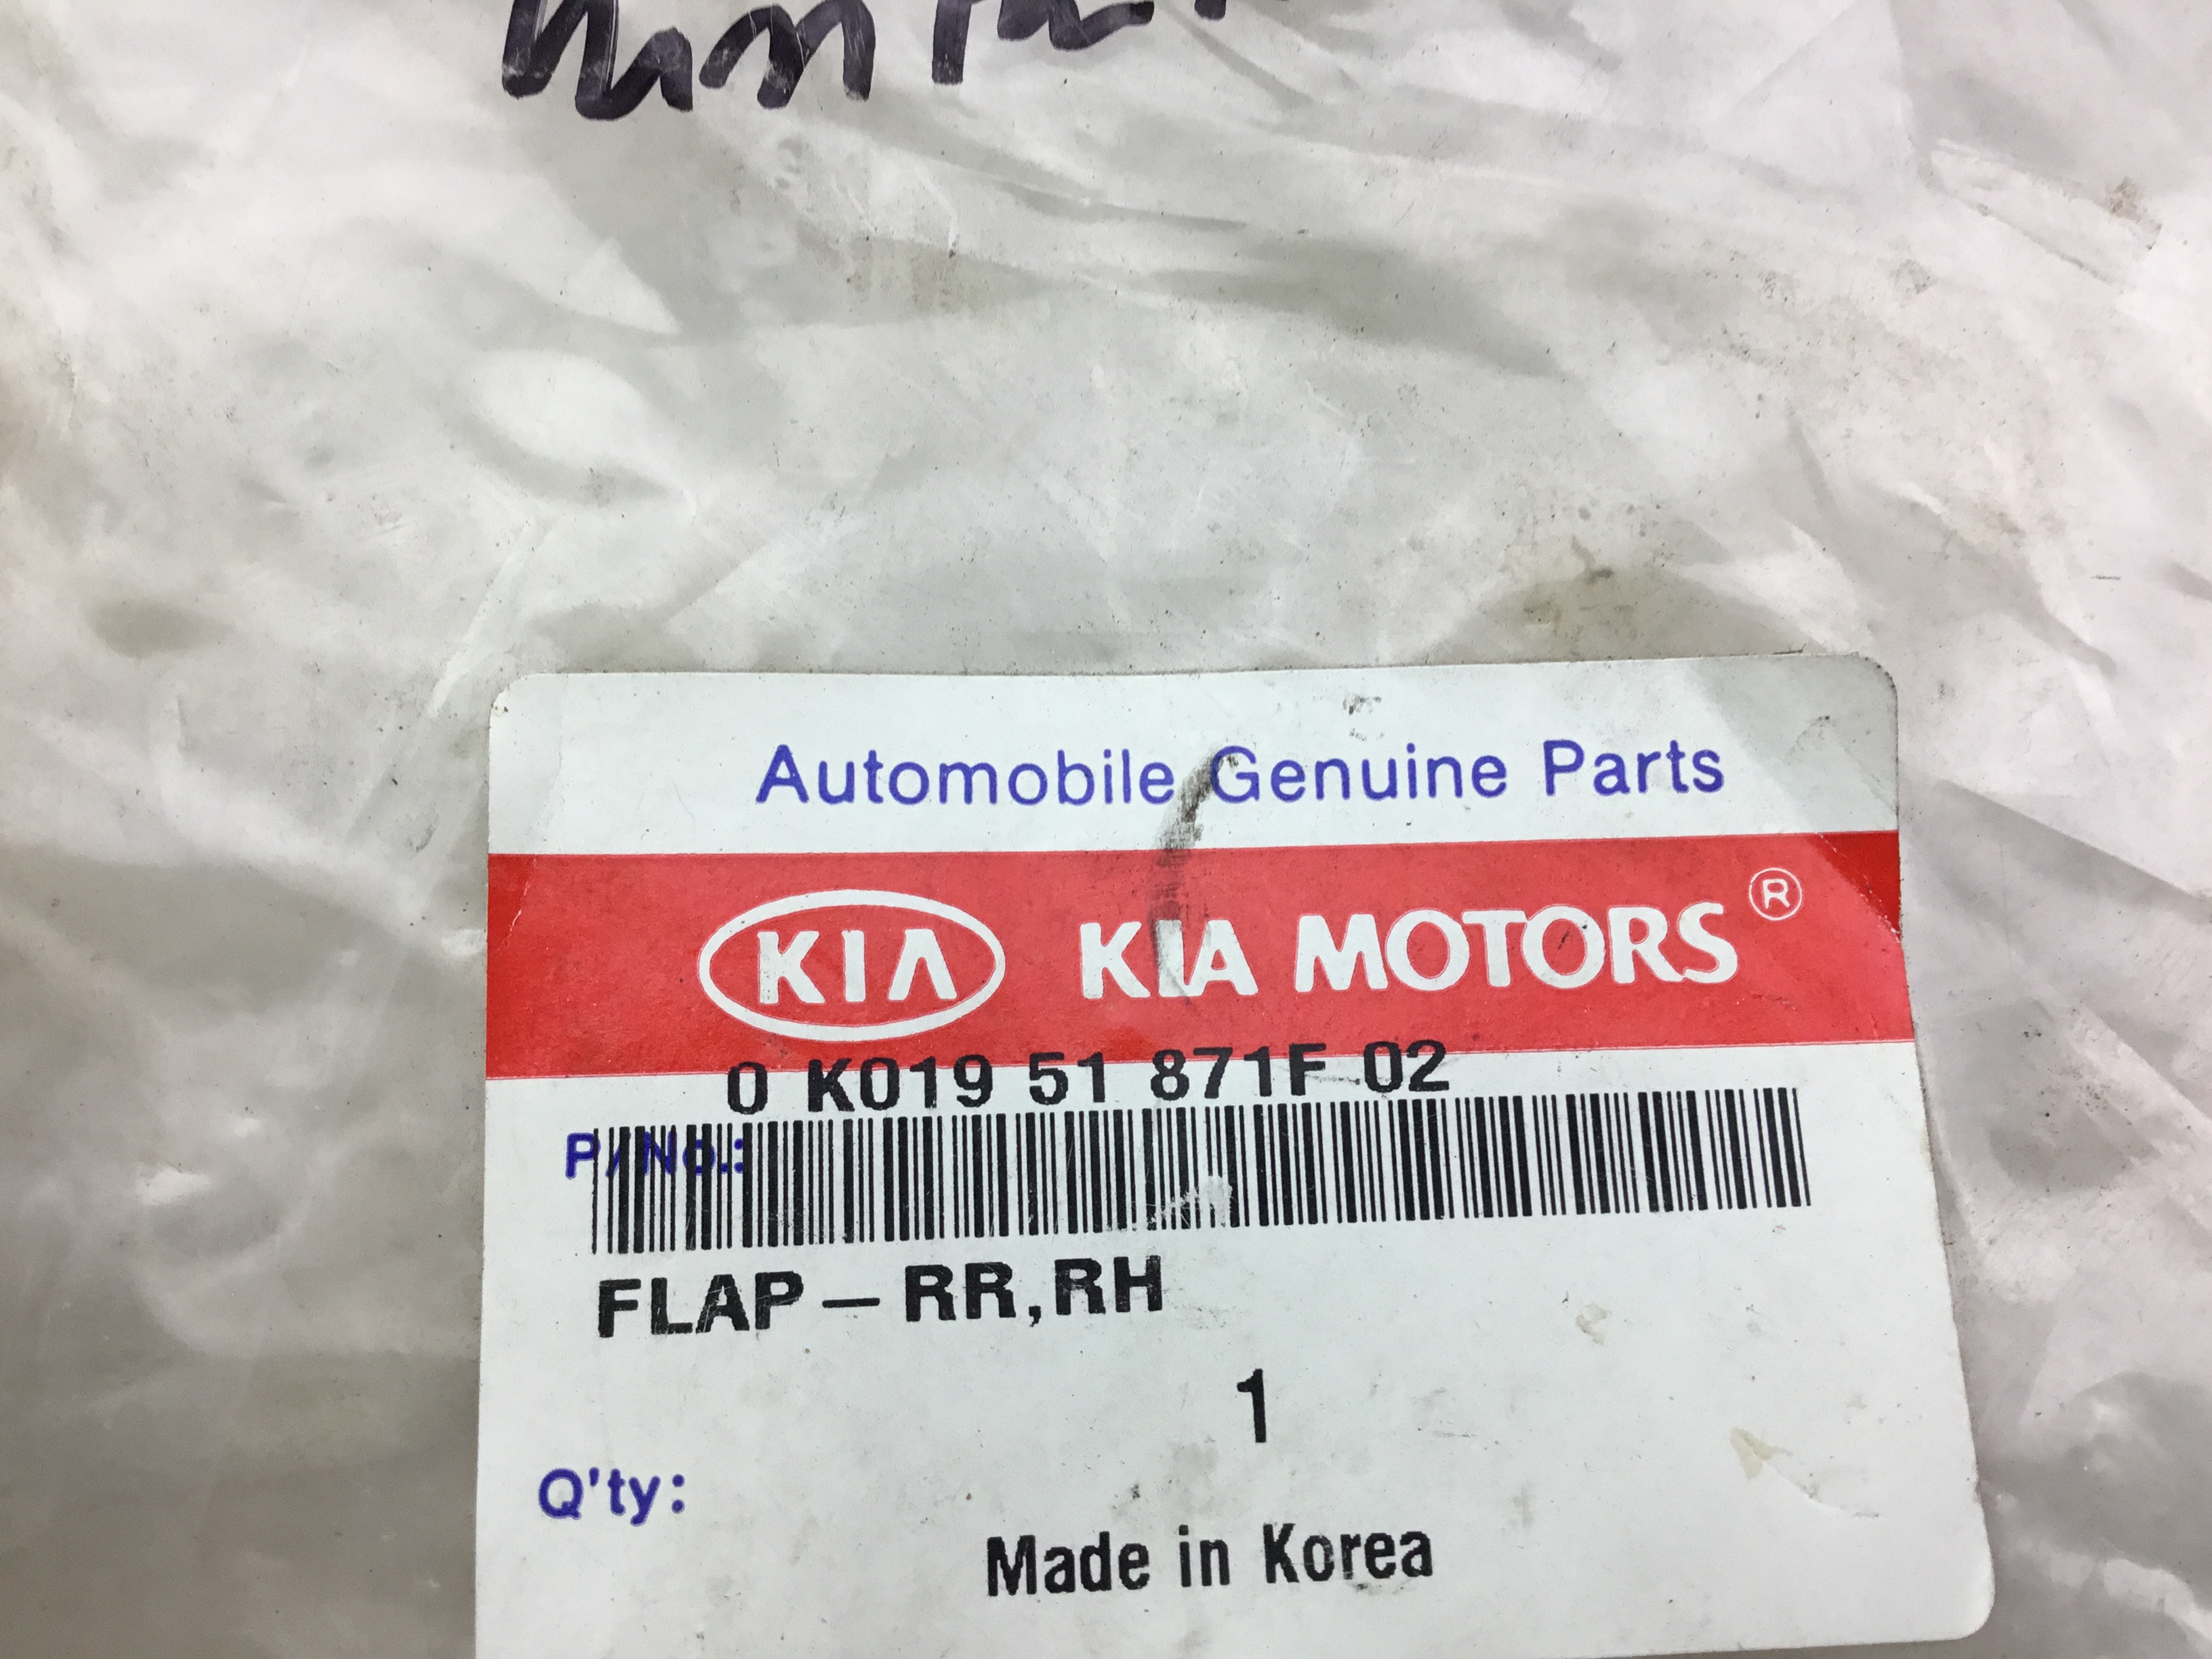 Automobile Genuine Parts
KIA KIA MOTORS ®
0 K019 51 871F 02
P/No.:
FLAP – RR,RH
1
Q'ty:
Made in Korea